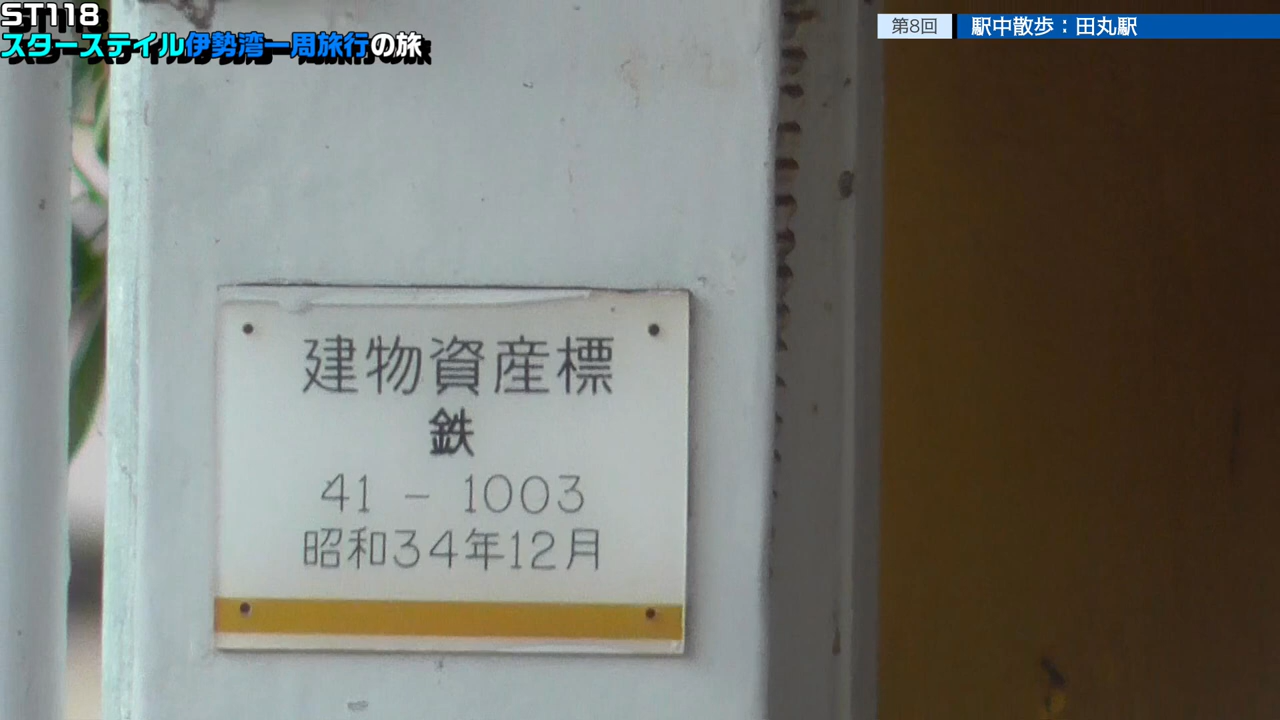 ST118
スターステイル伊勢湾一周旅行の旅
第8回
駅中散歩：田丸駅
建物資産標
鉄
41 - 1003
昭和34年12月